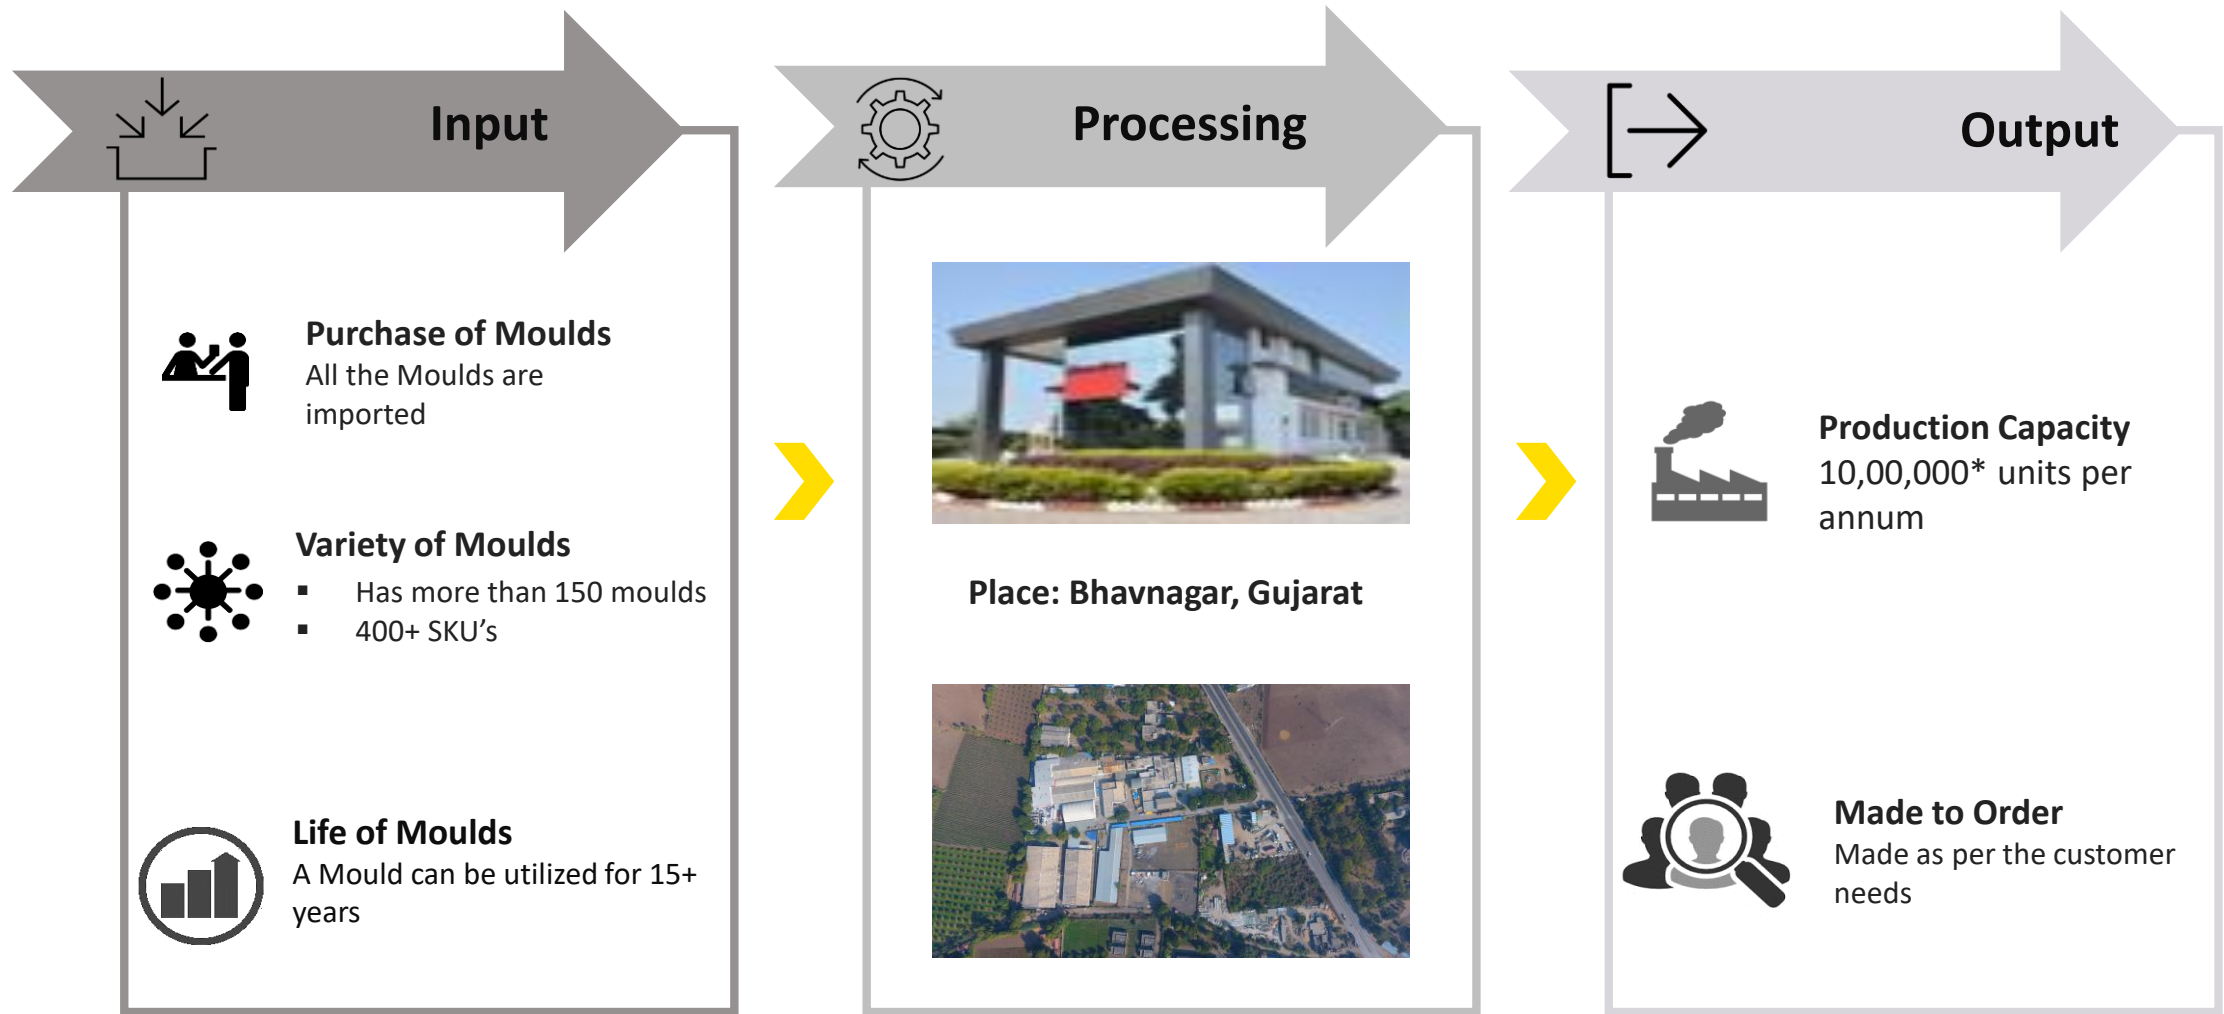 Input
Purchase of Moulds
All the Moulds are
imported
Variety of Moulds
▪ Has more than 150 moulds
▪ 400+ SKU’s
Life of Moulds
A Mould can be utilized for 15+
years
Processing
Place: Bhavnagar, Gujarat
Output
Production Capacity
10,00,000* units per
annum
Made to Order
Made as per the customer
needs